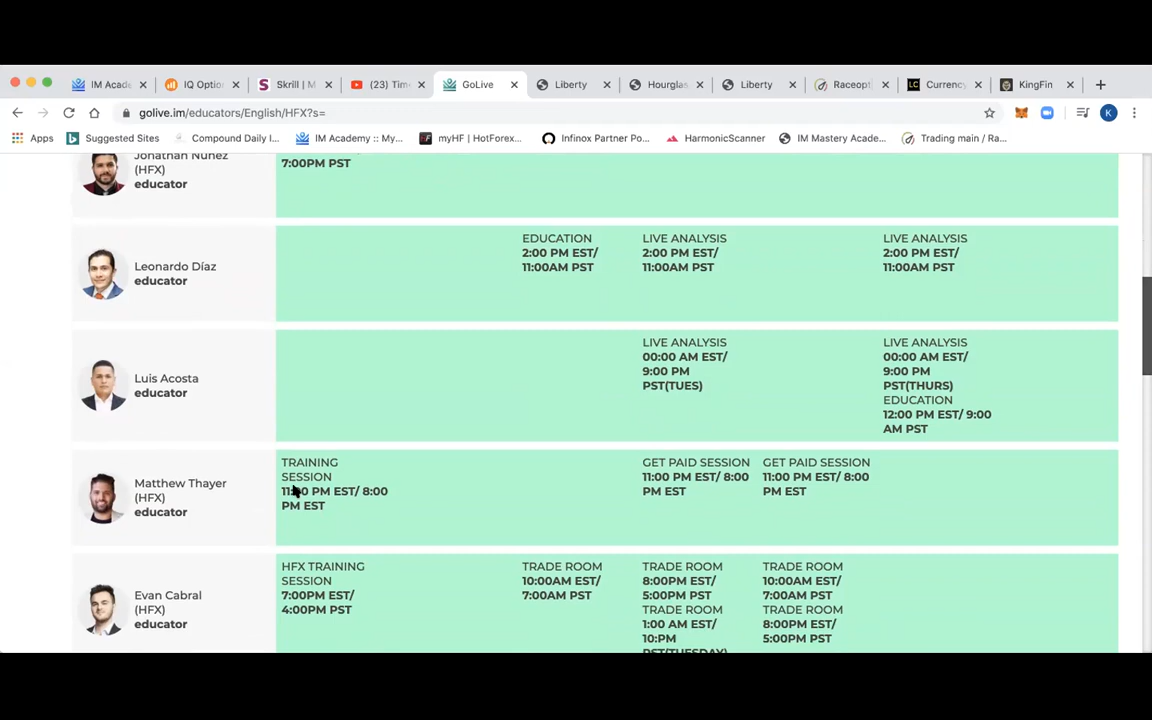 IM Acade
IQ Option
Skrill | M
(23) Tim
GoLive
Liberty
Hourglas
Liberty
Raceopt
Currency
KingFin
golive.im/educators/English/HFX?s=
K
Apps
Suggested Sites
Compound Daily I...
IM Academy :: My...
myHF | HotForex...
Infinox Partner Po...
HarmonicScanner
IM Mastery Acade...
Trading main / Ra...
Jonathan Nunez
(HFX)
educator
7:00PM PST
Leonardo Díaz
educator
EDUCATION
2:00 PM EST/
11:00AM PST
LIVE ANALYSIS
2:00 PM EST/
11:00AM PST
LIVE ANALYSIS
2:00 PM EST/
11:00AM PST
Luis Acosta
educator
LIVE ANALYSIS
00:00 AM EST/
9:00 PM
PST(TUES)
LIVE ANALYSIS
00:00 AM EST/
9:00 PM
PST(THURS)
EDUCATION
12:00 PM EST/ 9:00
AM PST
Matthew Thayer
(HFX)
educator
TRAINING
SESSION
11:00 PM EST/ 8:00
PM EST
GET PAID SESSION
11:00 PM EST/ 8:00
PM EST
GET PAID SESSION
11:00 PM EST/ 8:00
PM EST
Evan Cabral
(HFX)
educator
HFX TRAINING
SESSION
7:00PM EST/
4:00PM PST
TRADE ROOM
10:00AM EST/
7:00AM PST
TRADE ROOM
8:00PM EST/
5:00PM PST
TRADE ROOM
1:00 AM EST/
10:PM
PST(TUESDAY)
TRADE ROOM
10:00AM EST/
7:00AM PST
TRADE ROOM
8:00PM EST/
5:00PM PST